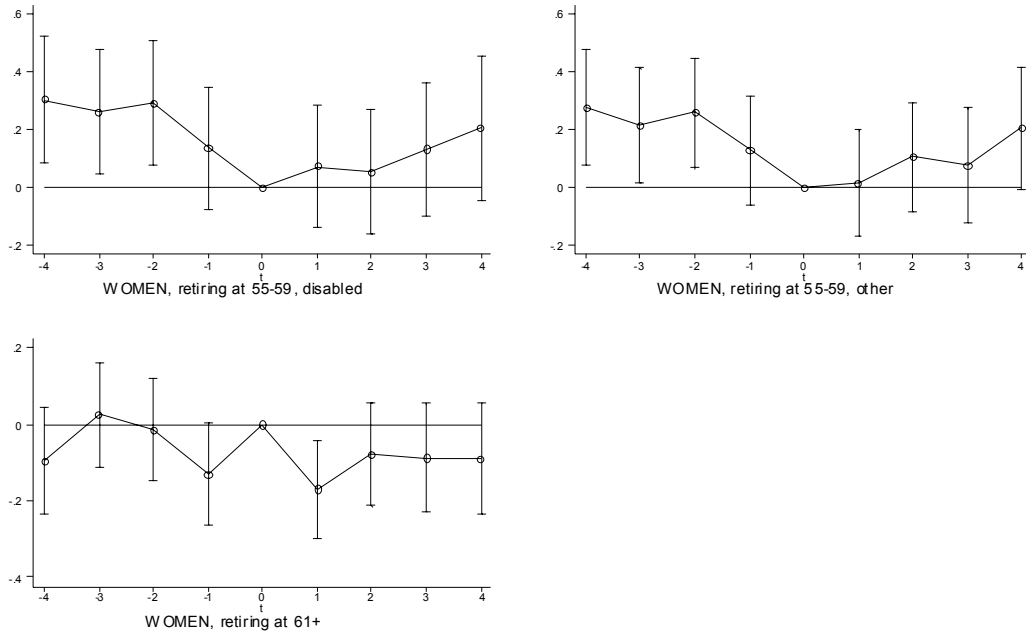 .6
.4
.2
0
-.2
-4 -3 -2 -1 0 1 2 3 4
t
WOMEN, retiring at 55-59, disabled
.6
.4
.2
0
-.2
-4 -3 -2 -1 0 1 2 3 4
t
WOMEN, retiring at 55-59, other
.2
0
-.2
-.4
-4 -3 -2 -1 0 1 2 3 4
t
WOMEN, retiring at 61+